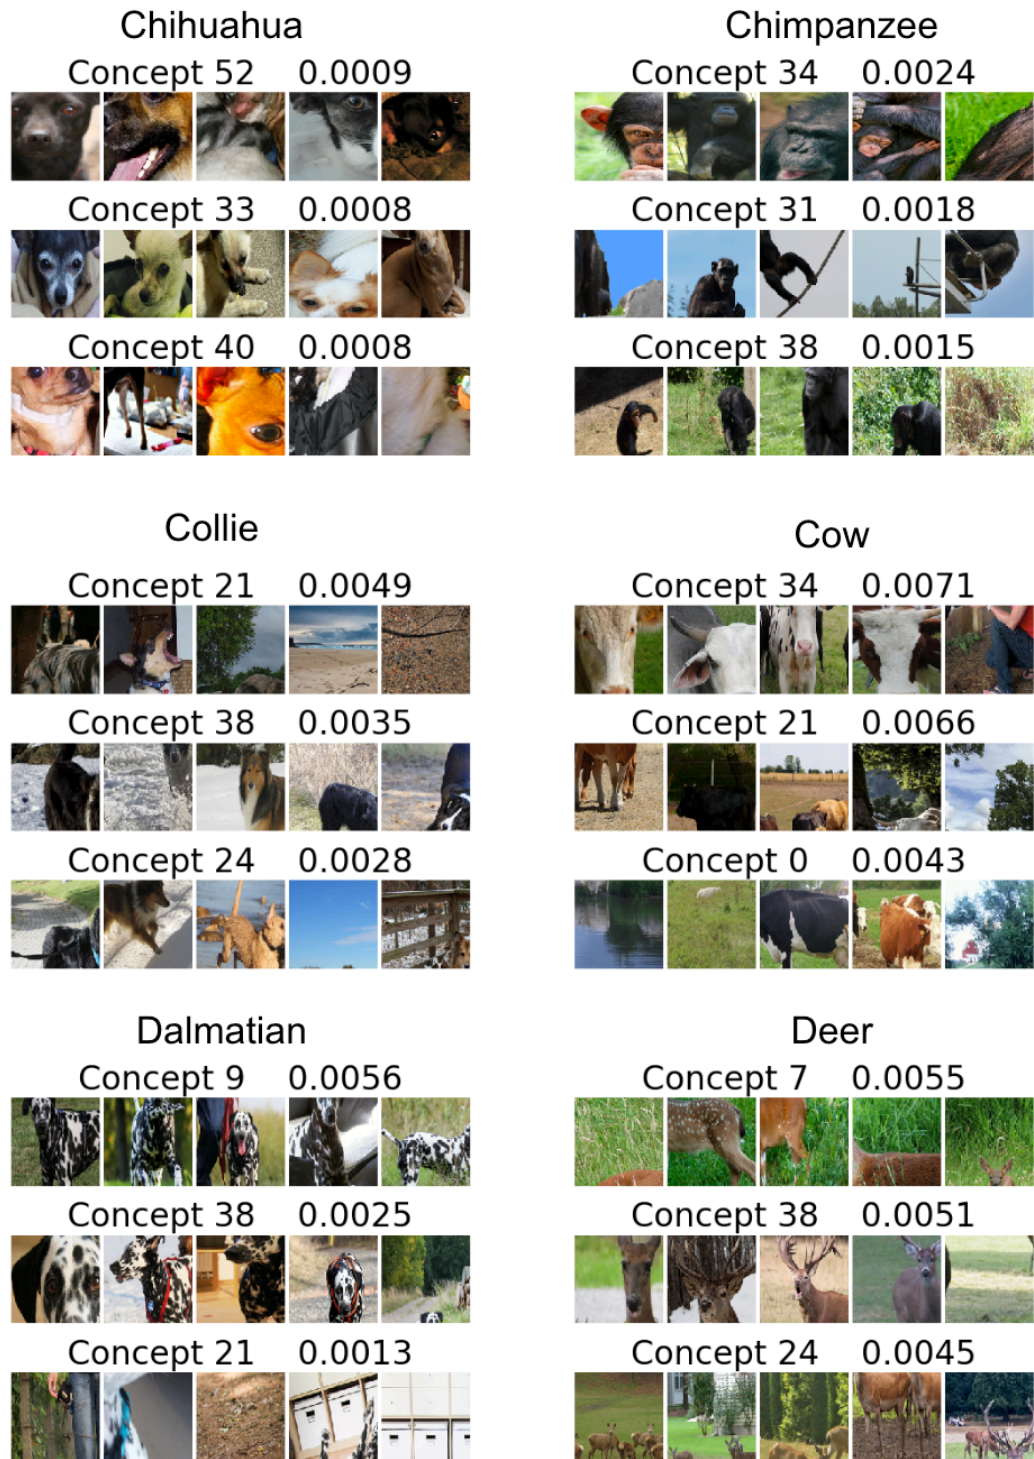 Chihuahua
Concept 52 0.0009
Concept 33 0.0008
Concept 40 0.0008
Chimpanzee
Concept 34 0.0024
Concept 31 0.0018
Concept 38 0.0015
Collie
Concept 21 0.0049
Concept 38 0.0035
Concept 24 0.0028
Cow
Concept 34 0.0071
Concept 21 0.0066
Concept 0 0.0043
Dalmatian
Concept 9 0.0056
Concept 38 0.0025
Concept 21 0.0013
Deer
Concept 7 0.0055
Concept 38 0.0051
Concept 24 0.0045